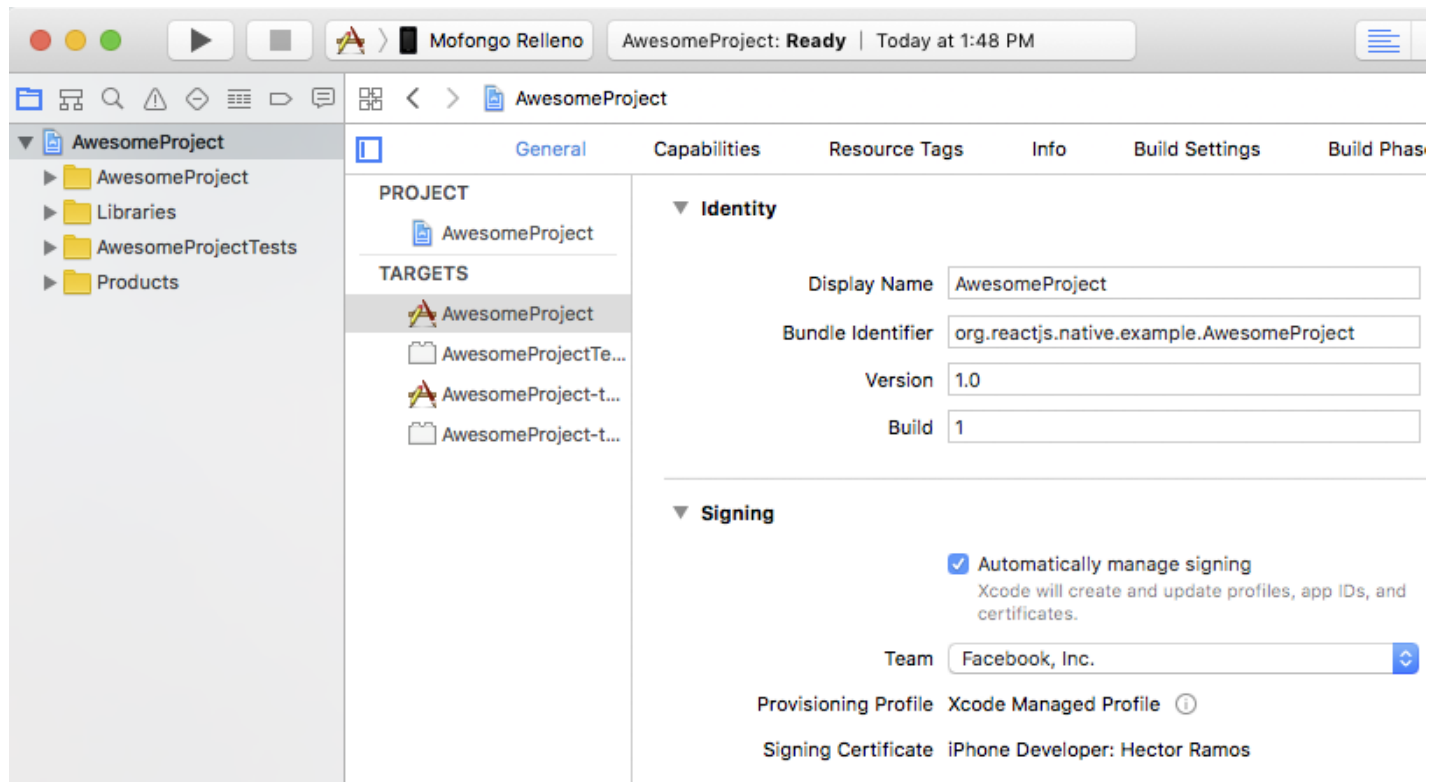 Mofongo Relleno
AwesomeProject: Ready | Today at 1:48 PM
AwesomeProject
AwesomeProject
AwesomeProject
Libraries
AwesomeProjectTests
Products
General Capabilities Resource Tags Info Build Settings Build Phas
PROJECT
AwesomeProject
TARGETS
AwesomeProject
AwesomeProjectTe...
AwesomeProject-t...
AwesomeProject-t...
Identity
Display Name AwesomeProject
Bundle Identifier org.reactjs.native.example.AwesomeProject
Version 1.0
Build 1
Signing
Automatically manage signing
Xcode will create and update profiles, app IDs, and
certificates.
Team Facebook, Inc.
Provisioning Profile Xcode Managed Profile
Signing Certificate iPhone Developer: Hector Ramos